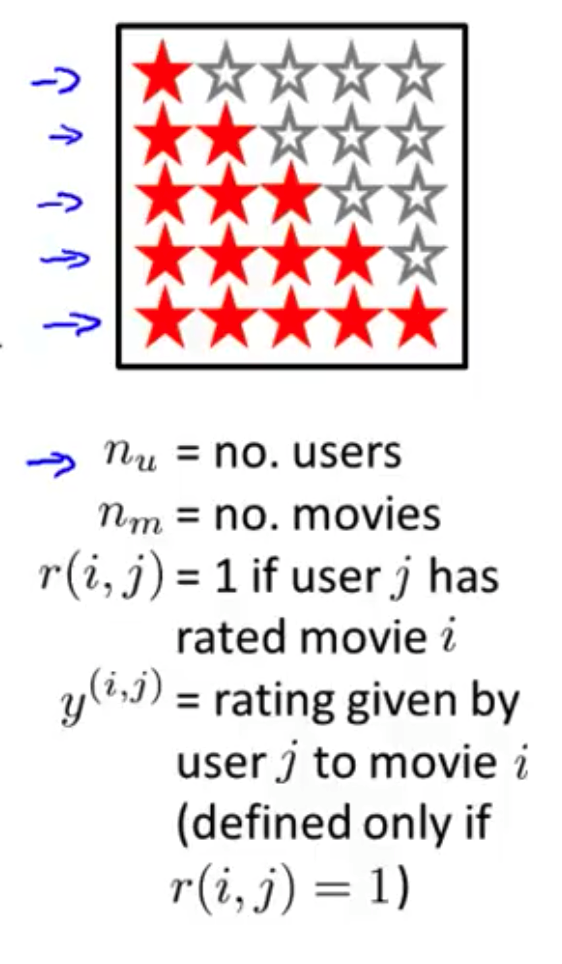 n_u = no. users
n_m = no. movies
r(i, j) = 1 if user j has
rated movie i
y^(i,j) = rating given by
user j to movie i
(defined only if
r(i, j) = 1)